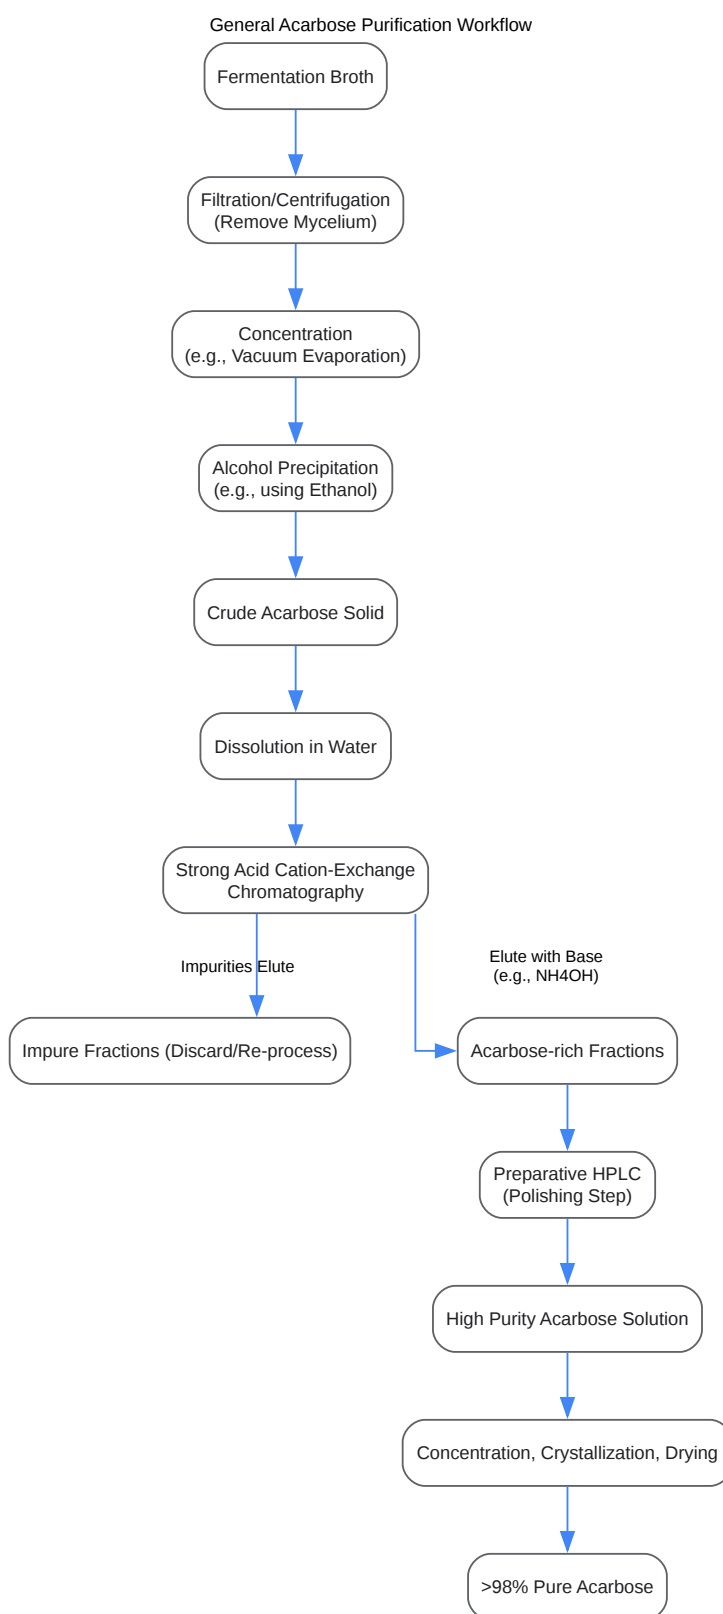 General Acarbose Purification Workflow
Fermentation Broth
Filtration/Centrifugation
(Remove Mycelium)
Concentration
(e.g., Vacuum Evaporation)
Alcohol Precipitation
(e.g., using Ethanol)
Crude Acarbose Solid
Dissolution in Water
Strong Acid Cation-Exchange
Chromatography
Impurities Elute
Elute with Base
(e.g., NH4OH)
Impure Fractions (Discard/Re-process)
Acarbose-rich Fractions
Preparative HPLC
(Polishing Step)
High Purity Acarbose Solution
Concentration, Crystallization, Drying
>98% Pure Acarbose